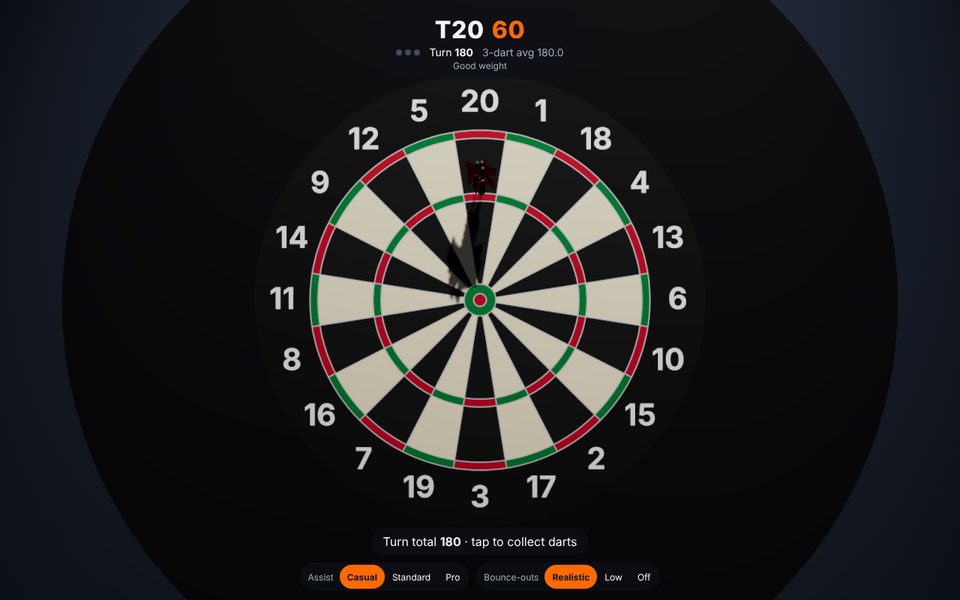 T20 60
Turn 180 3-dart avg 180.0
Good weight
20
5 1
12 18
9 4
14 13
11 6
8 10
16 15
7 2
19 17
3
Turn total 180 · tap to collect darts
Assist Casual Standard Pro Bounce-outs Realistic Low Off